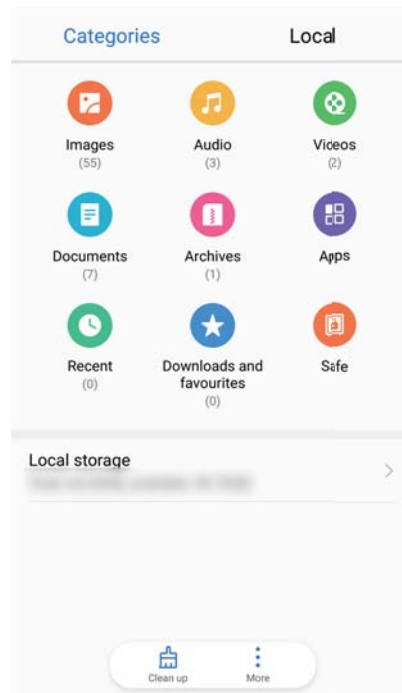 Categories Local
Images Audio Videos
(55) (3) (2)
Documents Archives Apps
(7) (1)
Recent Downloads and Safe
(0) favourites
(0)
Local storage
Clean up More